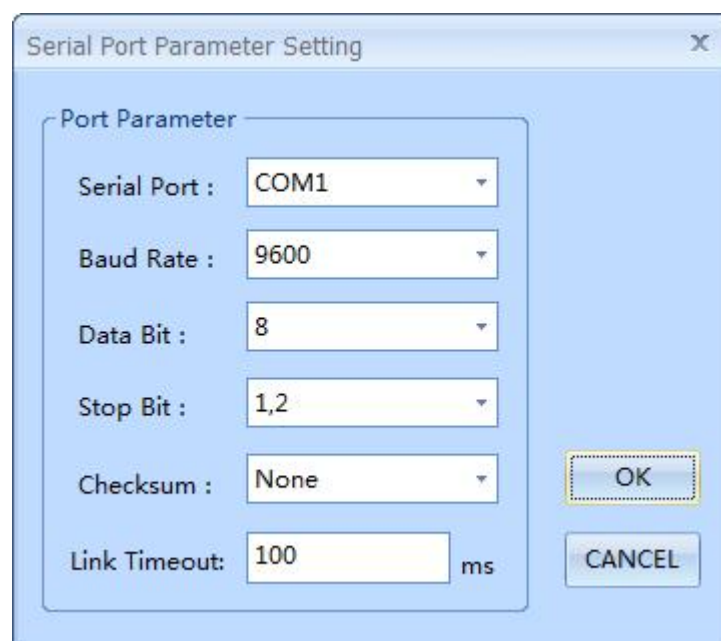 Serial Port Parameter Setting x
Port Parameter
Serial Port : COM1
Baud Rate : 9600
Data Bit : 8
Stop Bit : 1,2
Checksum : None
OK
Link Timeout: 100 ms
CANCEL